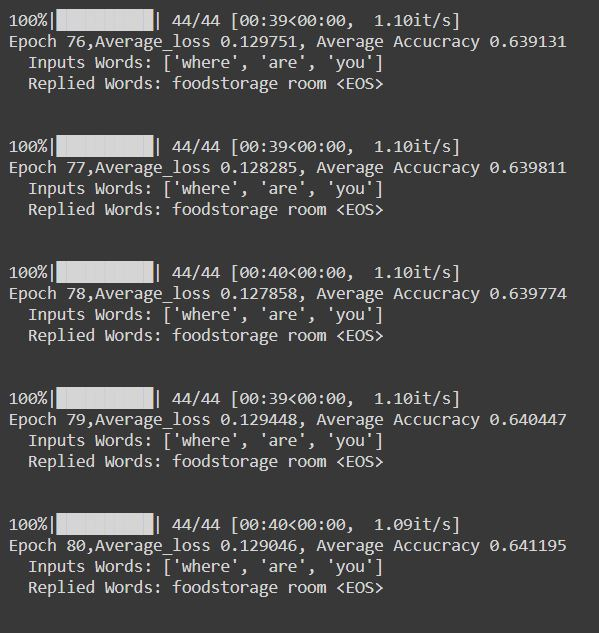 100%|██████████| 44/44 [00:39<00:00,  1.10it/s]
Epoch 76,Average_loss 0.129751, Average Accucracy 0.639131
  Inputs Words: ['where', 'are', 'you']
  Replied Words: foodstorage room <EOS>
100%|██████████| 44/44 [00:39<00:00,  1.10it/s]
Epoch 77,Average_loss 0.128285, Average Accucracy 0.639811
  Inputs Words: ['where', 'are', 'you']
  Replied Words: foodstorage room <EOS>
100%|██████████| 44/44 [00:40<00:00,  1.10it/s]
Epoch 78,Average_loss 0.127858, Average Accucracy 0.639774
  Inputs Words: ['where', 'are', 'you']
  Replied Words: foodstorage room <EOS>
100%|██████████| 44/44 [00:39<00:00,  1.10it/s]
Epoch 79,Average_loss 0.129448, Average Accucracy 0.640447
  Inputs Words: ['where', 'are', 'you']
  Replied Words: foodstorage room <EOS>
100%|██████████| 44/44 [00:40<00:00,  1.09it/s]
Epoch 80,Average_loss 0.129046, Average Accucracy 0.641195
  Inputs Words: ['where', 'are', 'you']
  Replied Words: foodstorage room <EOS>